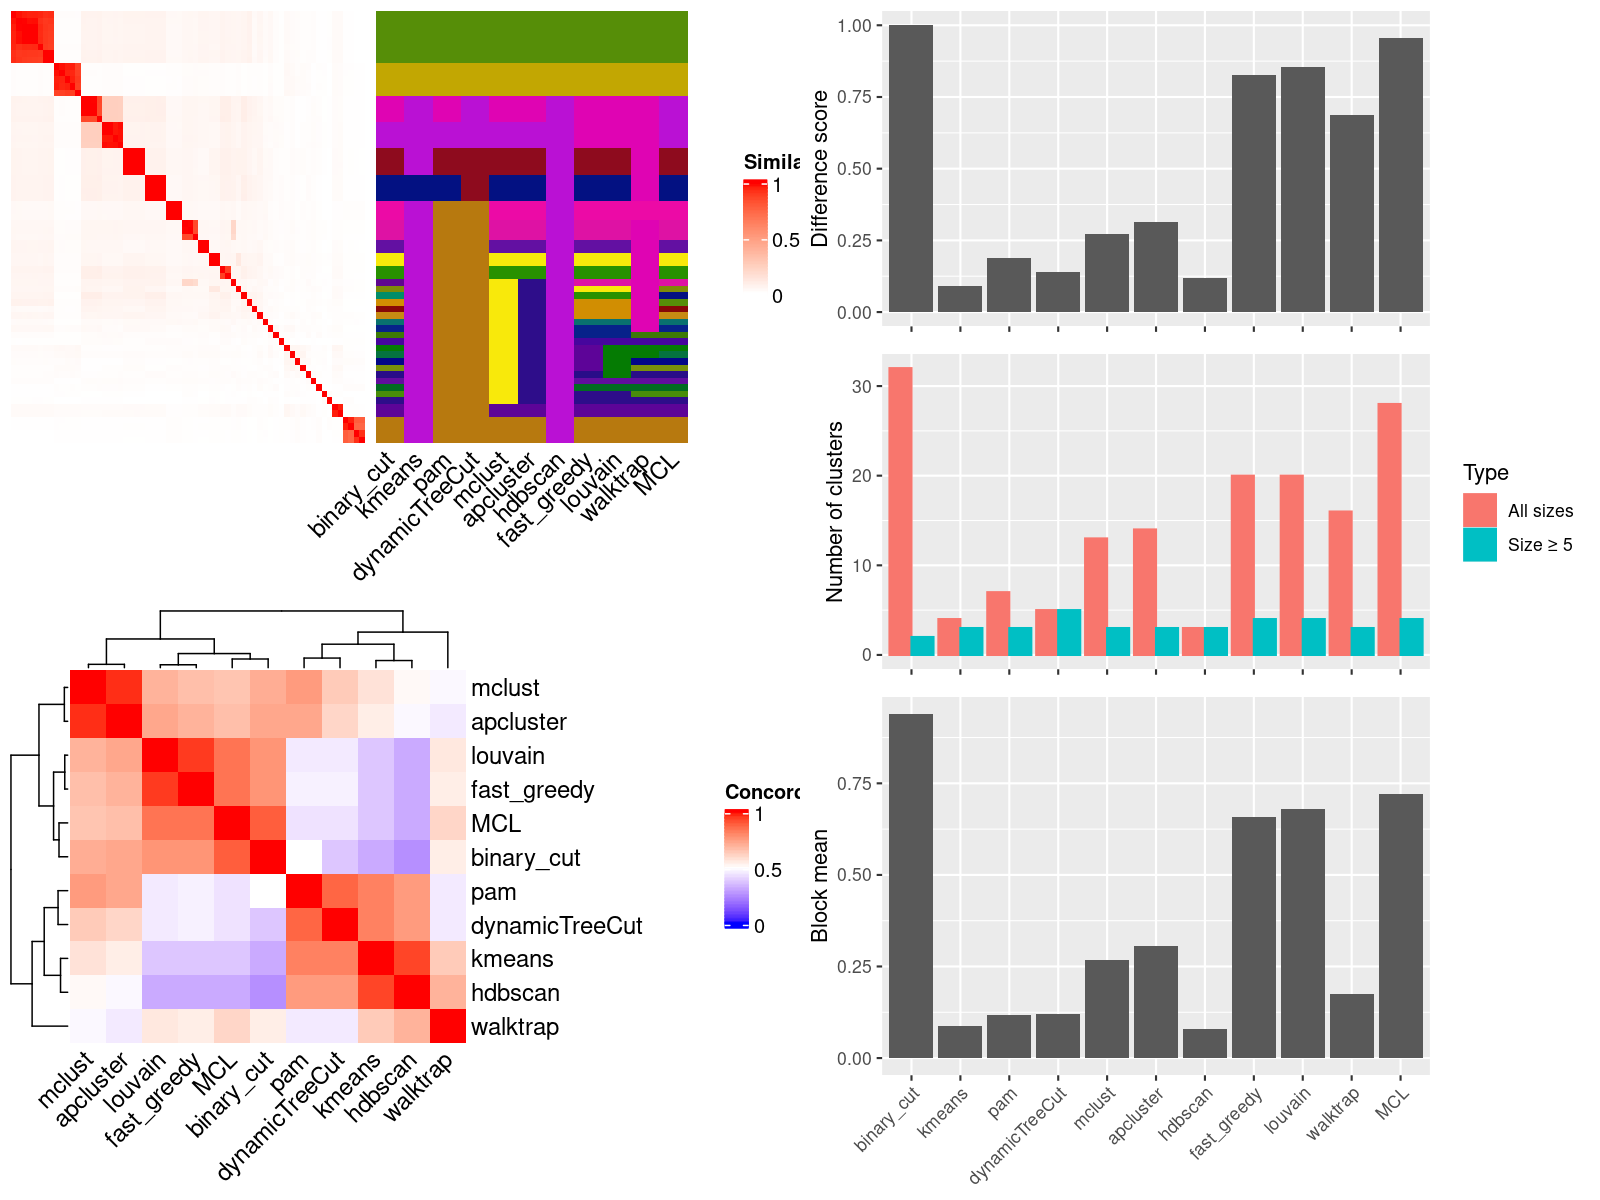 Simila
1
0.5
0
binary_cut
kmeans
pam
dynamicTreeCut
mclust
apcluster
hdbscan
fast_greedy
louvain
walktrap
MCL
mclust
apcluster
louvain
fast_greedy
MCL
binary_cut
pam
dynamicTreeCut
kmeans
hdbscan
walktrap
mclust
apcluster
louvain
fast_greedy
MCL
binary_cut
pam
dynamicTreeCut
kmeans
hdbscan
walktrap
Concord
1
0.5
0
Difference score
1.00
0.75
0.50
0.25
0.00
Number of clusters
30
20
10
0
Type
All sizes
Size ≥ 5
Block mean
0.75
0.50
0.25
0.00
binary_cut
kmeans
pam
dynamicTreeCut
mclust
apcluster
hdbscan
fast_greedy
louvain
walktrap
MCL